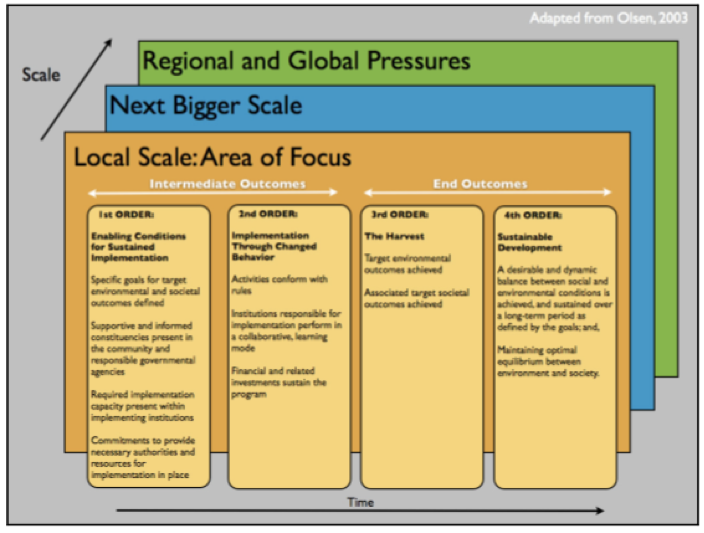 Adapted from Olsen, 2003
Scale
Regional and Global Pressures
Next Bigger Scale
Local Scale: Area of Focus
Intermediate Outcomes
End Outcomes
1st ORDER:
Enabling Conditions
for Sustained
Implementation
Specific goals for target
environmental and societal
outcomes defined
Supportive and informed
constituencies present in
the community and
responsible governmental
agencies
Required implementation
capacity present within
implementing institutions
Commitments to provide
necessary authorities and
resources for
implementation in place
2nd ORDER:
Implementation
Through Changed
Behavior
Activities conform with
rules
Institutions responsible for
implementation perform in
a collaborative, learning
mode
Financial and related
investments sustain the
program
3rd ORDER:
The Harvest
Target environmental
outcomes achieved
Associated target societal
outcomes achieved
4th ORDER:
Sustainable
Development
A desirable and dynamic
balance between social and
environmental conditions is
achieved, and sustained over
a long-term period as
defined by the goals; and,
Maintaining optimal
equilibrium between
environment and society.
Time